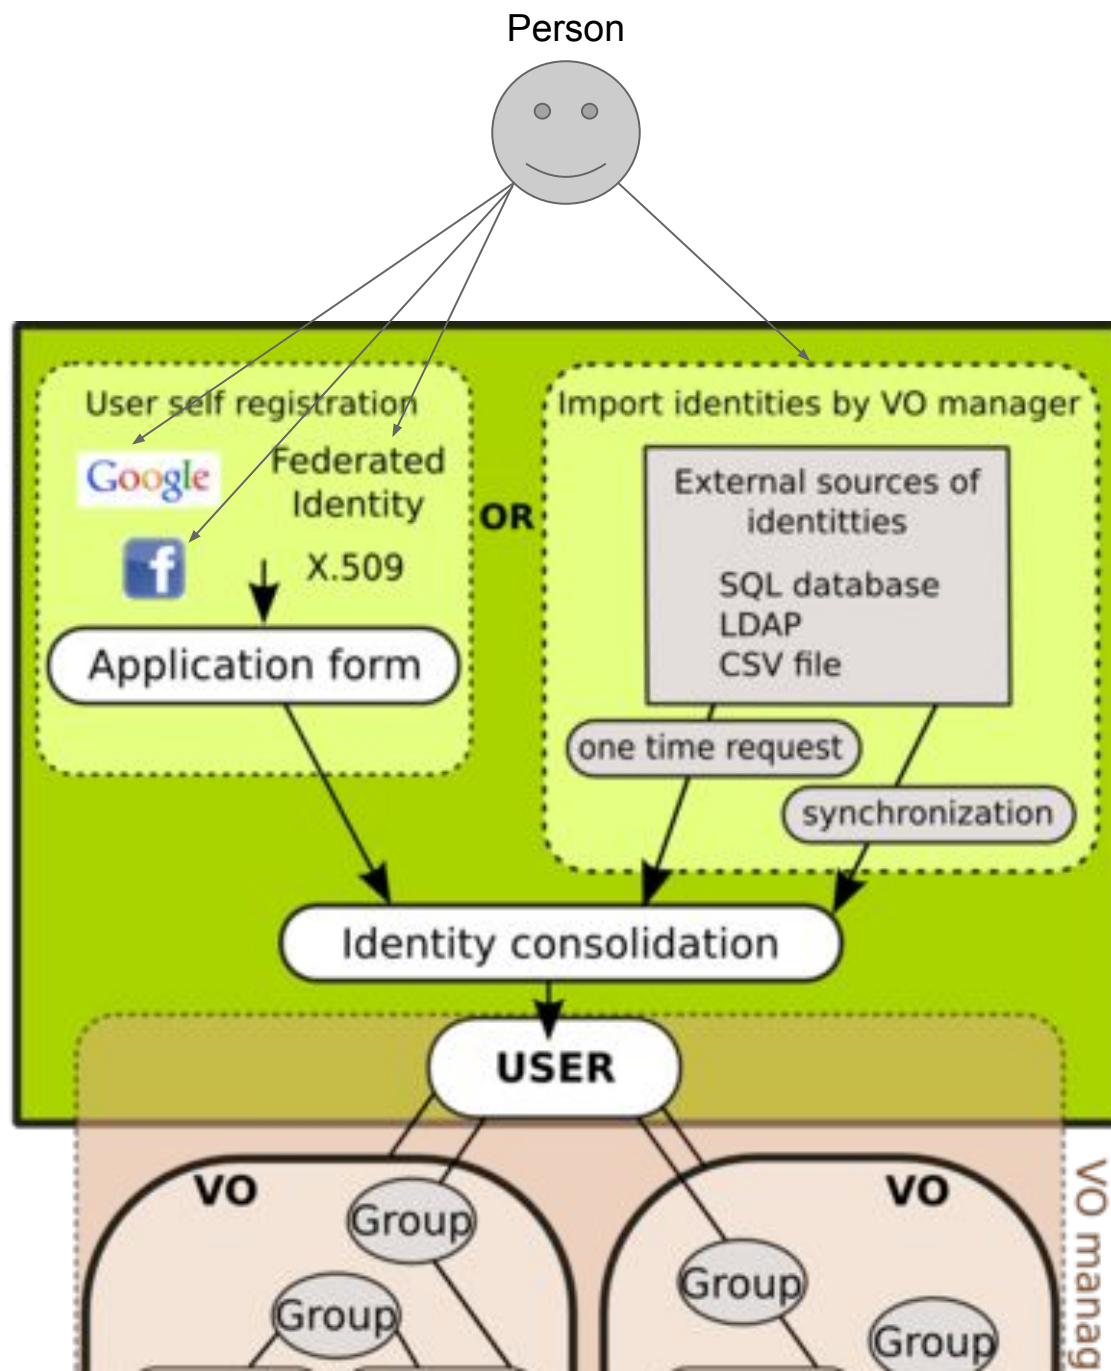 Person
User self registration
Google
Federated
Identity
f
X.509
Application form
OR
Import identities by VO manager
External sources of
identitties
SQL database
LDAP
CSV file
one time request
synchronization
Identity consolidation
USER
VO
Group
Group
VO
Group
Group
VO manag